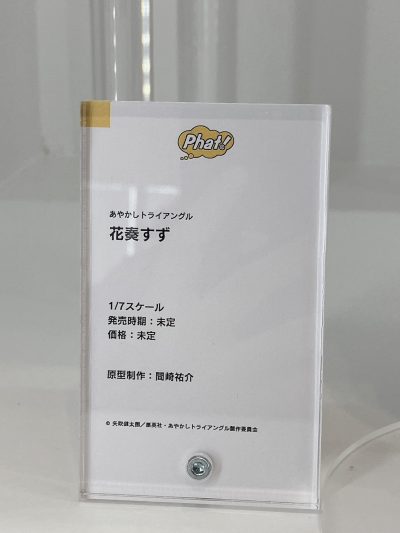 Phat!
あやかしトライアングル
花奏すず
1/7スケール
発売時期：未定
価格：未定
原型制作：間崎祐介
© 矢吹健太朗／集英社・あやかしトライアングル製作委員会